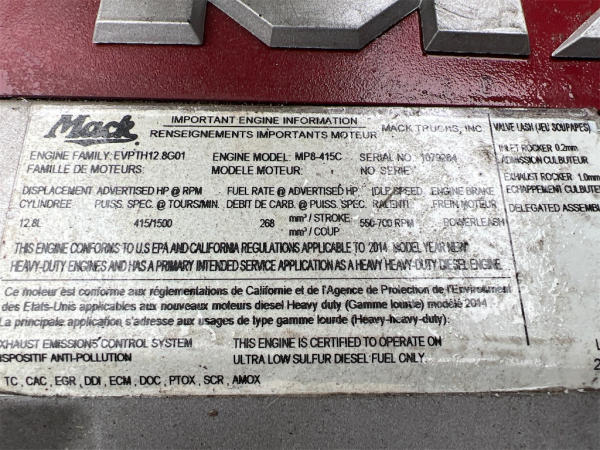 Mack
IMPORTANT ENGINE INFORMATION
RENSEIGNEMENTS IMPORTANTS MOTEUR
MACK TRUCKS, INC
VALVE LASH (JEU SOUPAPES)
INLET ROCKER 0.2mm
ADMISSION CULBUTEUR
EXHAUST ROCKER 1.0mm
ECHAPPEMENT CULBUTE
DELEGATED ASSEMBL
ENGINE FAMILY: EVPTH12.8G01 ENGINE MODEL: MP8-415C SERIAL NO 1079284
FAMILLE DE MOTEURS: MODÈLE MOTEUR: NO SÉRIE:
DISPLACEMENT ADVERTISED HP @ RPM FUEL RATE @ ADVERTISED HP IDLE SPEED ENGINE BRAKE
CYLINDREE PUISS. SPEC. @ TOURS/MIN. DÉBIT DE CARB. @ PUISS. SPEC. RALENTI FREIN MOTEUR
12.8L 415/1500 268 mm³ / STROKE 550-700 RPM POWERLEASH
mm³ / COUP
THIS ENGINE CONFORMS TO U.S EPA AND CALIFORNIA REGULATIONS APPLICABLE TO 2014 MODEL YEAR NEW
HEAVY-DUTY ENGINES AND HAS A PRIMARY INTENDED SERVICE APPLICATION AS A HEAVY HEAVY-DUTY DIESEL ENGINE.
Ce moteur est conforme aux réglementations de Californie et de l'Agence de Protection de l'Environment
des Etats-Unis applicables aux nouveaux moteurs diesel Heavy duty (Gamme lourde) modèle 2014
La principale application s'adresse aux usages de type gamme lourde (Heavy-heavy-duty).
XHAUST EMISSIONS CONTROL SYSTEM THIS ENGINE IS CERTIFIED TO OPERATE ON
ISPOSITIF ANTI-POLLUTION ULTRA LOW SULFUR DIESEL FUEL ONLY.
TC , CAC , EGR , DDI , ECM , DOC , PTOX , SCR , AMOX